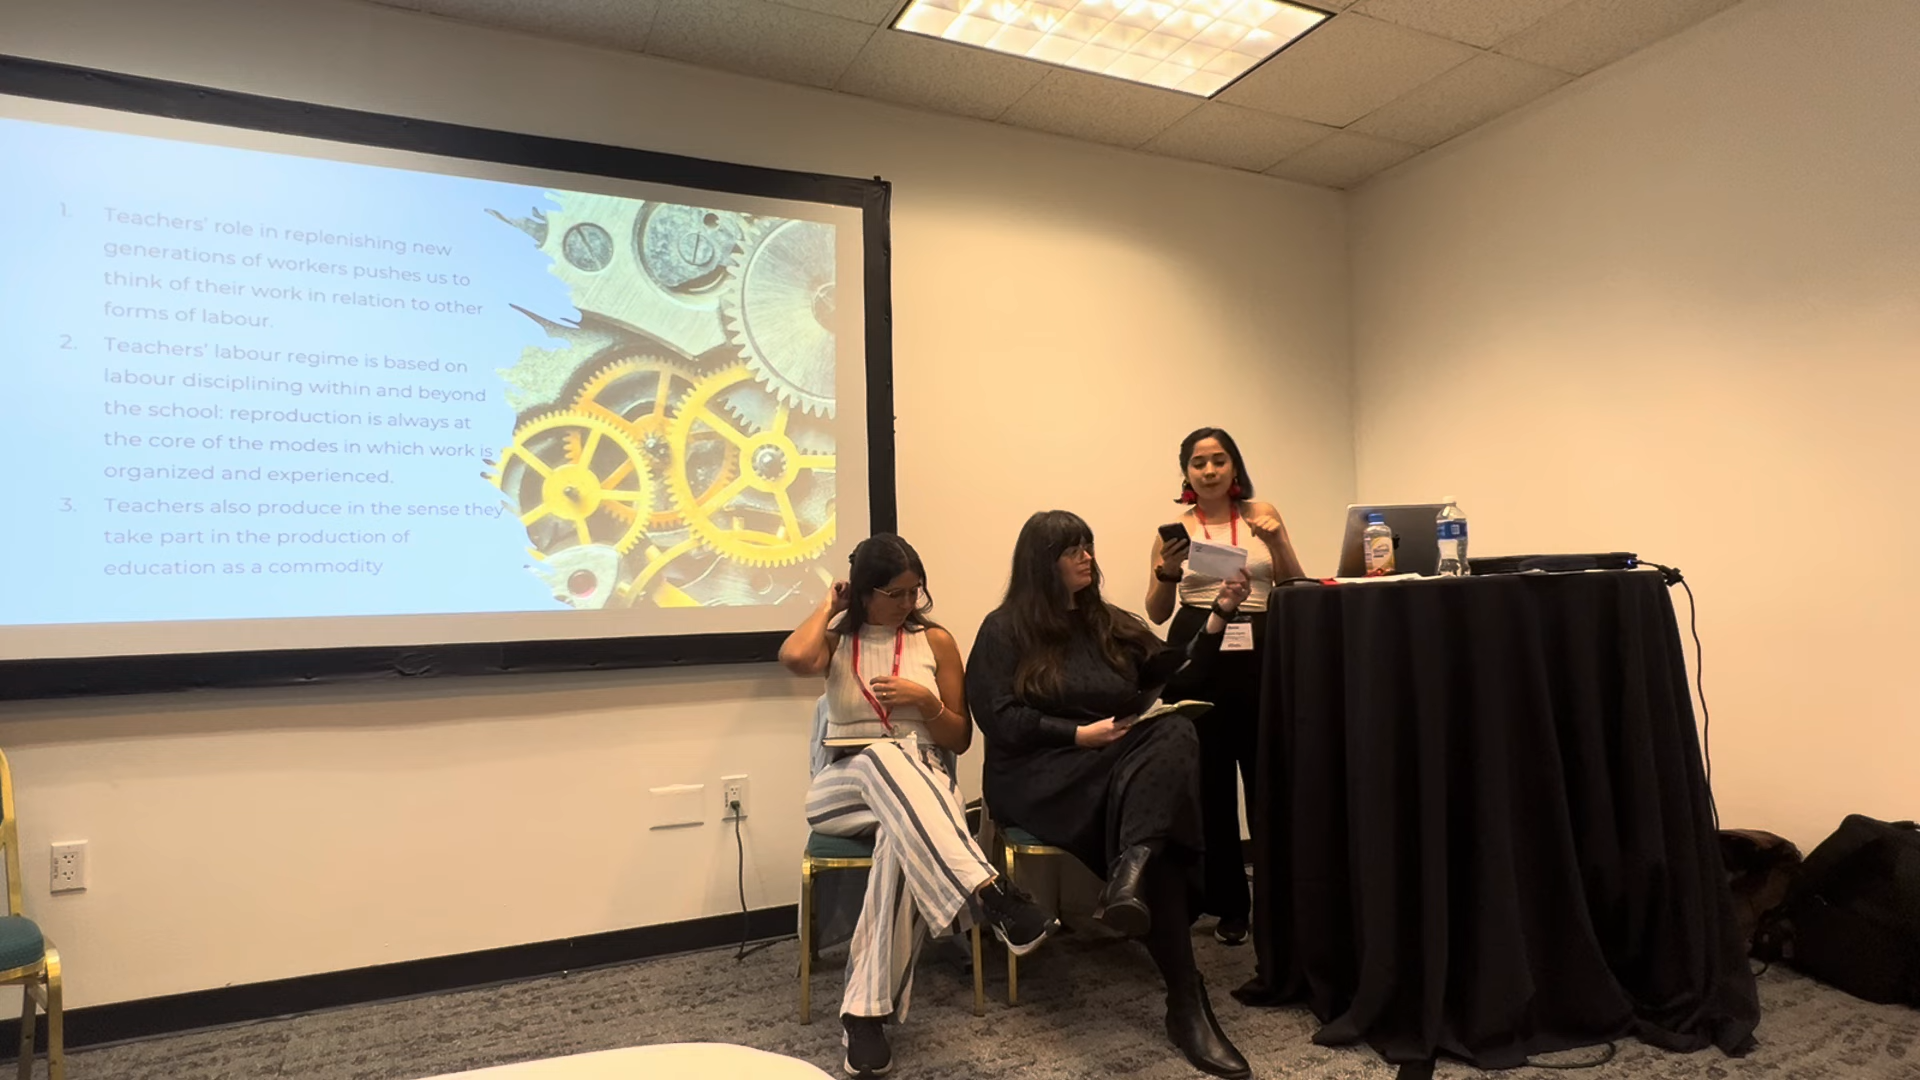 1. Teachers' role in replenishing new
generations of workers pushes us to
think of their work in relation to other
forms of labour.
2. Teachers' labour regime is based on
labour disciplining within and beyond
the school: reproduction is always at
the core of the modes in which work is
organized and experienced.
3. Teachers also produce in the sense they
take part in the production of
education as a commodity